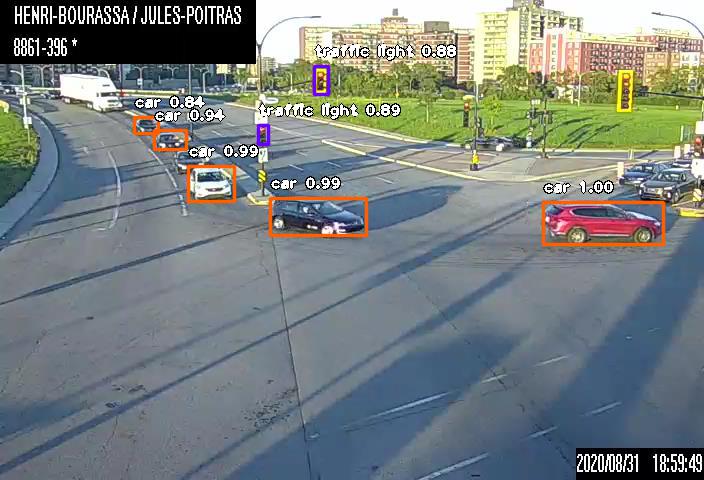 HENRI-BOURASSA / JULES-POITRAS
8861-396 *
traffic light 0.88
car 0.84
traffic light 0.89
car 0.94
car 0.99
car 0.99
car 1.00
2020/08/31 18:59:49